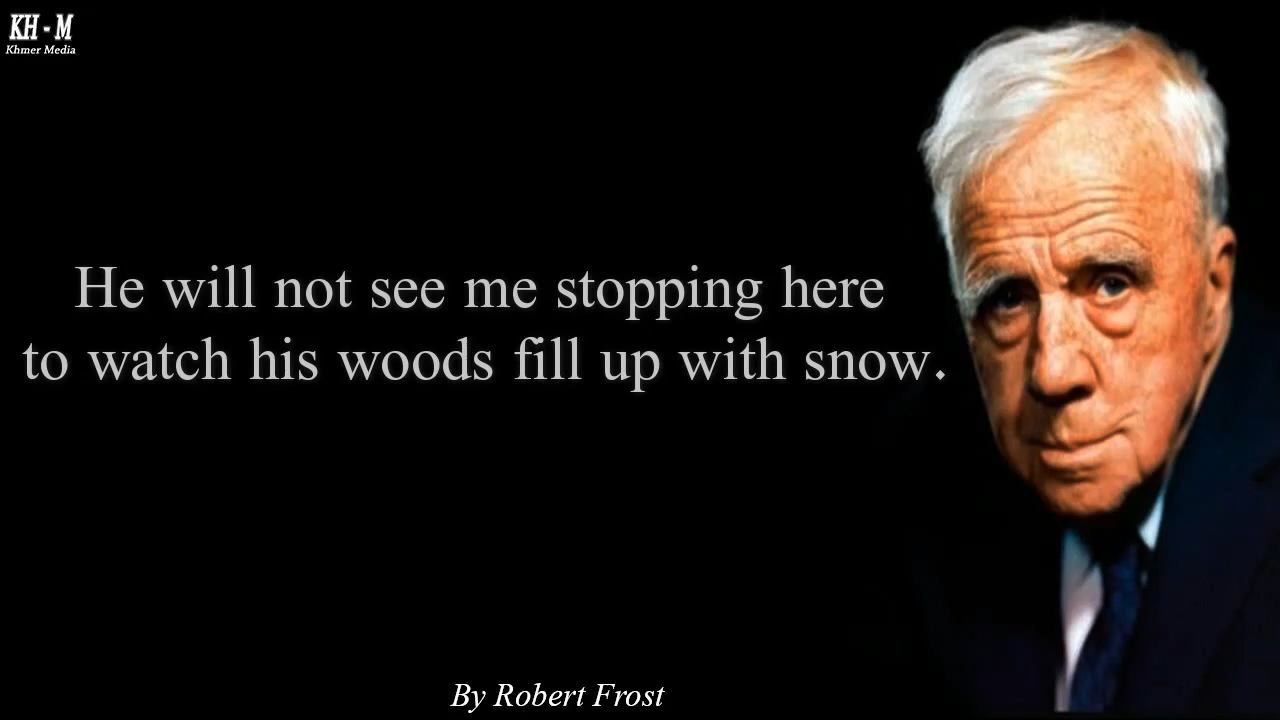 KH - M
Khmer Media
He will not see me stopping here
to watch his woods fill up with snow.
By Robert Frost